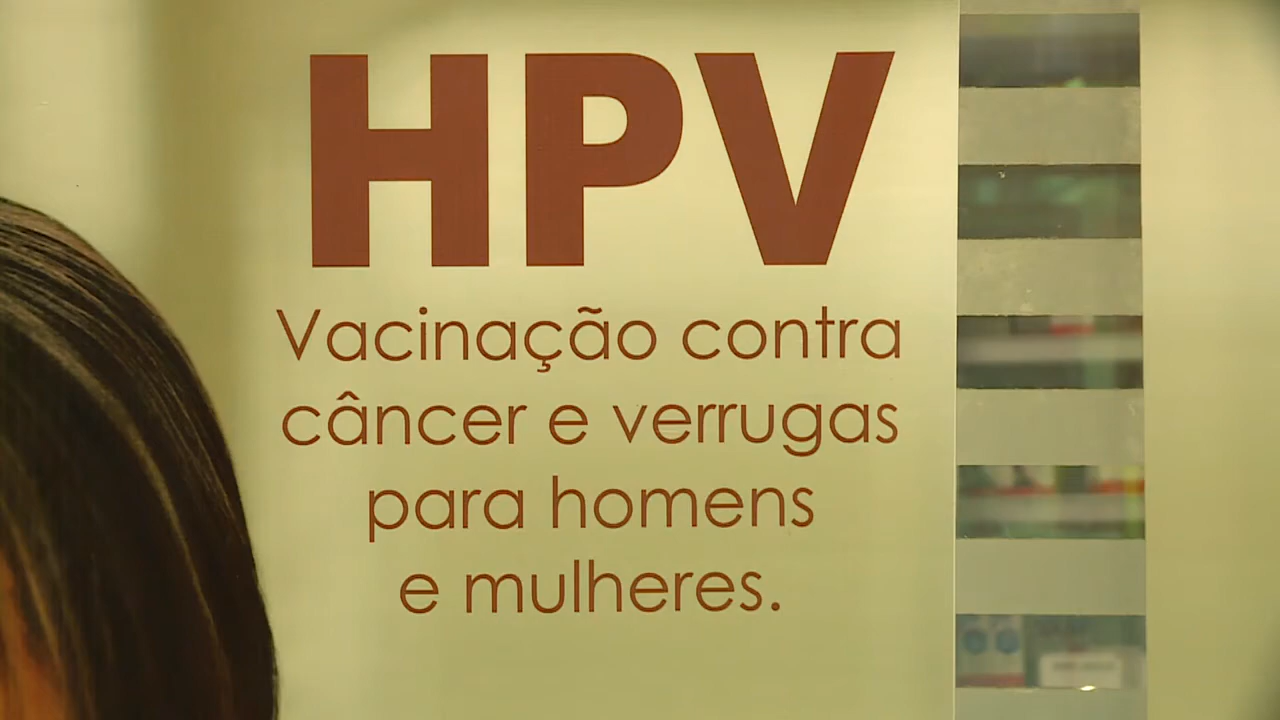 HPV
Vacinação contra
câncer e verrugas
para homens
e mulheres.